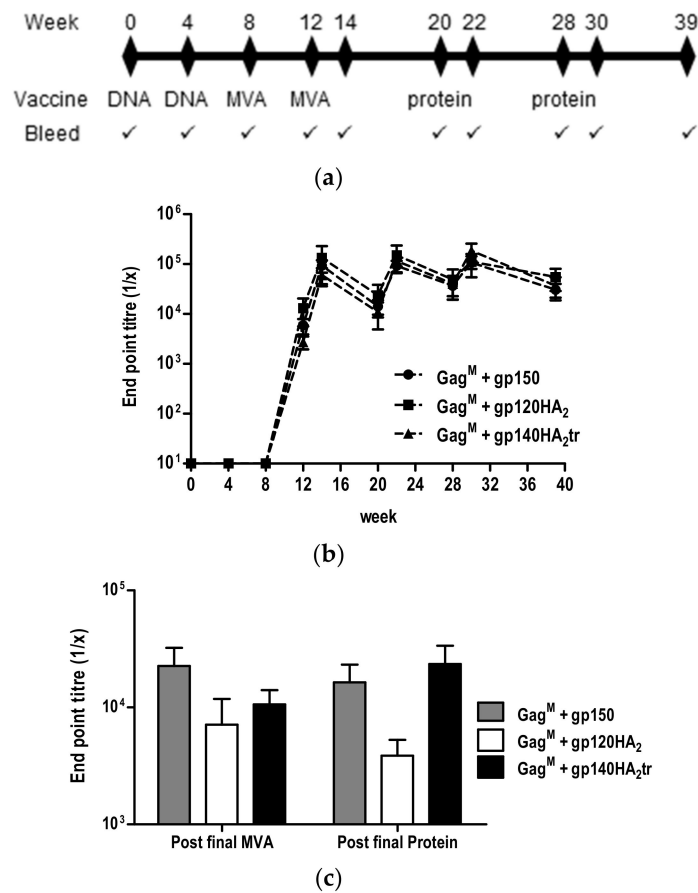 Week 0 4 8 12 14 20 22 28 30 39
Vaccine DNA DNA MVA MVA protein protein
Bleed ✓ ✓ ✓ ✓ ✓ ✓ ✓ ✓ ✓ ✓
(a)
10⁶
10⁵
10⁴
10³
10²
10¹
End point titre (1/x)
Gagᴹ + gp150
Gagᴹ + gp120HA₂
Gagᴹ + gp140HA₂tr
0 4 8 12 16 20 24 28 32 36 40
week
(b)
10⁵
10⁴
10³
End point titre (1/x)
Gagᴹ + gp150
Gagᴹ + gp120HA₂
Gagᴹ + gp140HA₂tr
Post final MVA Post final Protein
(c)